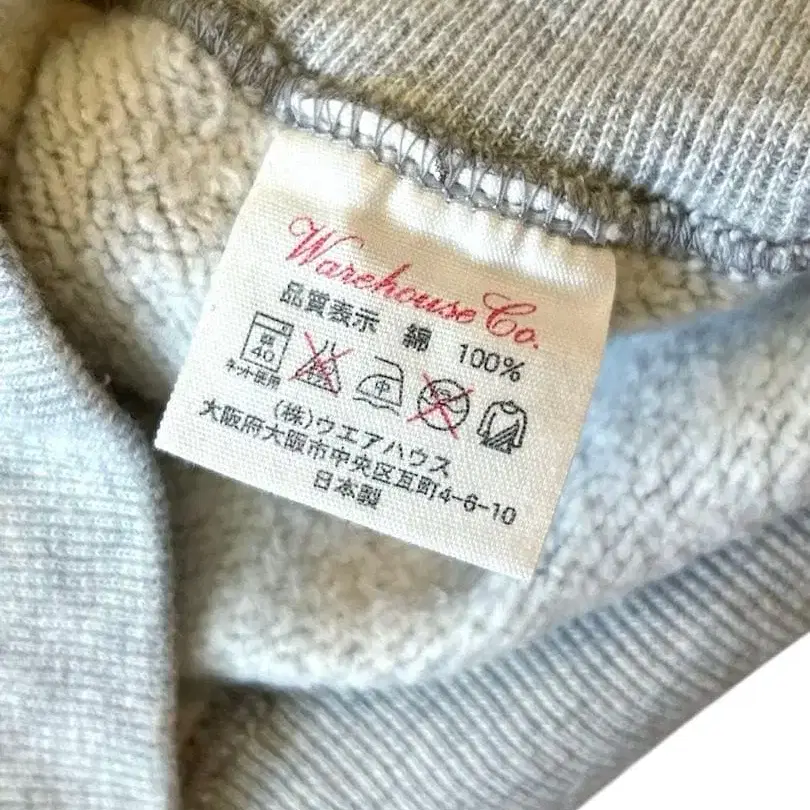 Warehouse Co.
品質表示 綿 100%
弱 40 中
ネット使用
(株)ウエアハウス
大阪府大阪市中央区瓦町4-6-10
日本製